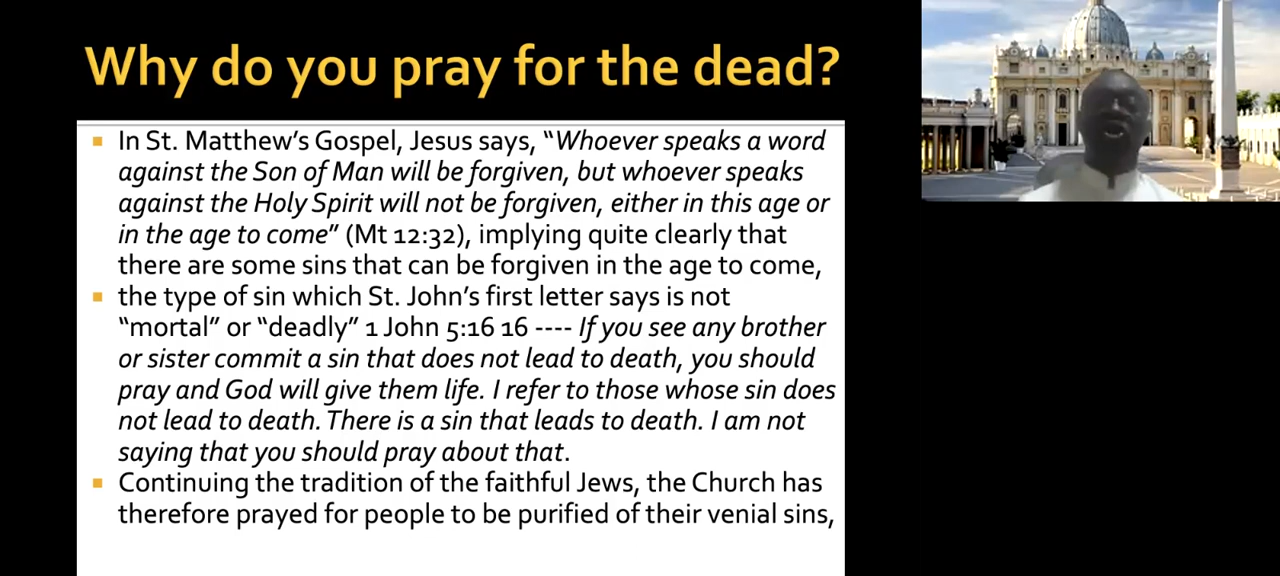 Why do you pray for the dead?
▪ In St. Matthew's Gospel, Jesus says, "Whoever speaks a word
against the Son of Man will be forgiven, but whoever speaks
against the Holy Spirit will not be forgiven, either in this age or
in the age to come" (Mt 12:32), implying quite clearly that
there are some sins that can be forgiven in the age to come,
▪ the type of sin which St. John's first letter says is not
"mortal" or "deadly" 1 John 5:16 16 ---- If you see any brother
or sister commit a sin that does not lead to death, you should
pray and God will give them life. I refer to those whose sin does
not lead to death. There is a sin that leads to death. I am not
saying that you should pray about that.
▪ Continuing the tradition of the faithful Jews, the Church has
therefore prayed for people to be purified of their venial sins,